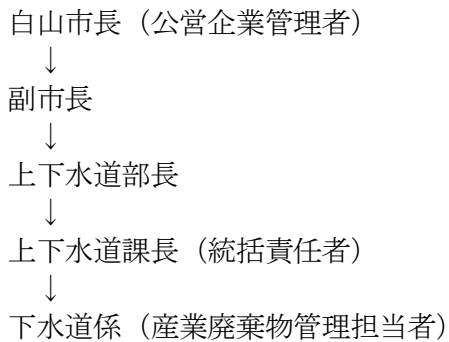 白山市長（公営企業管理者）
↓
副市長
↓
上下水道部長
↓
上下水道課長（統括責任者）
↓
下水道係（産業廃棄物管理担当者）